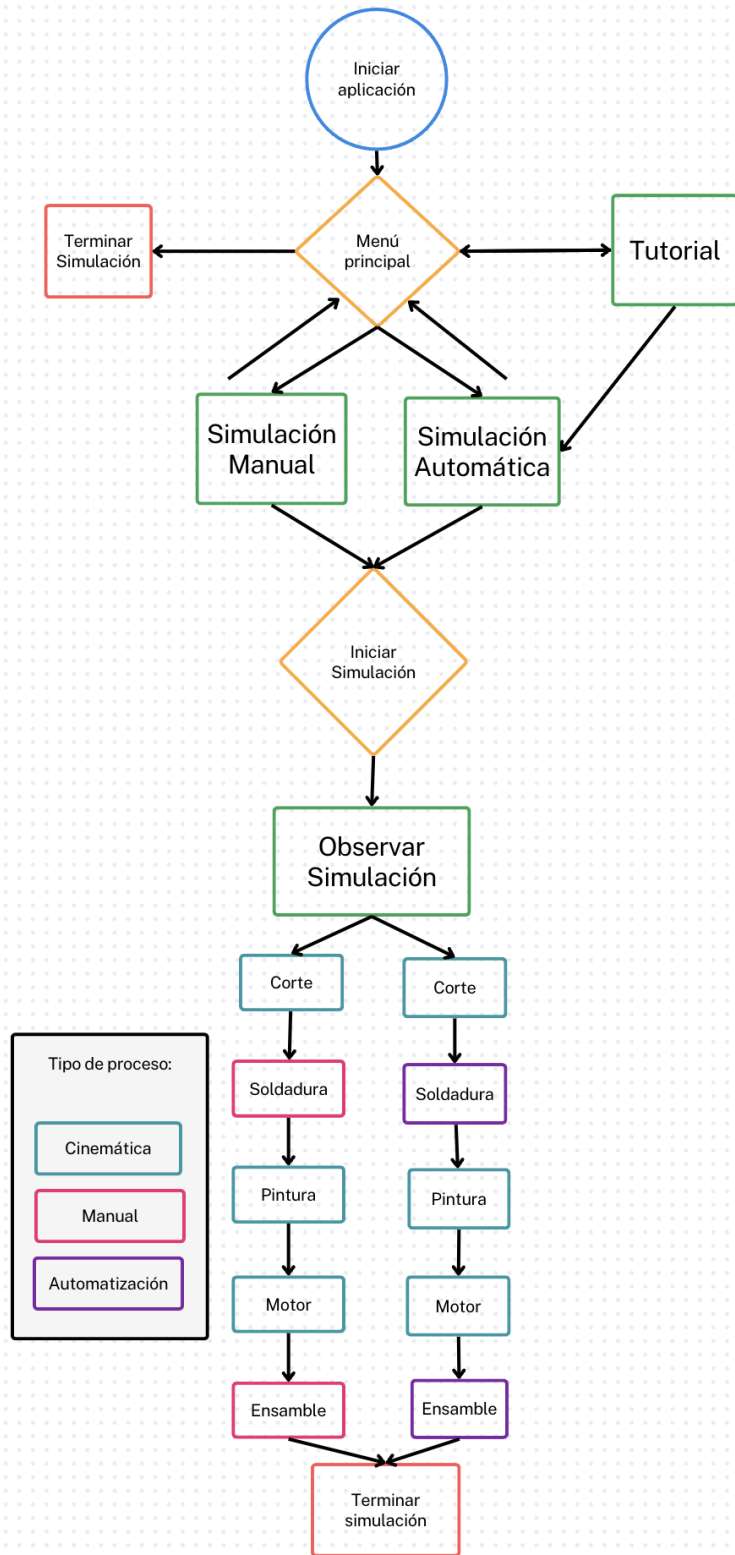 Iniciar
aplicación
Terminar
Simulación
Menú
principal
Tutorial
Simulación
Manual
Simulación
Automática
Iniciar
Simulación
Observar
Simulación
Corte
Corte
Tipo de proceso:
Soldadura
Soldadura
Cinemática
Pintura
Pintura
Manual
Automatización
Motor
Motor
Ensamble
Ensamble
Terminar
simulación